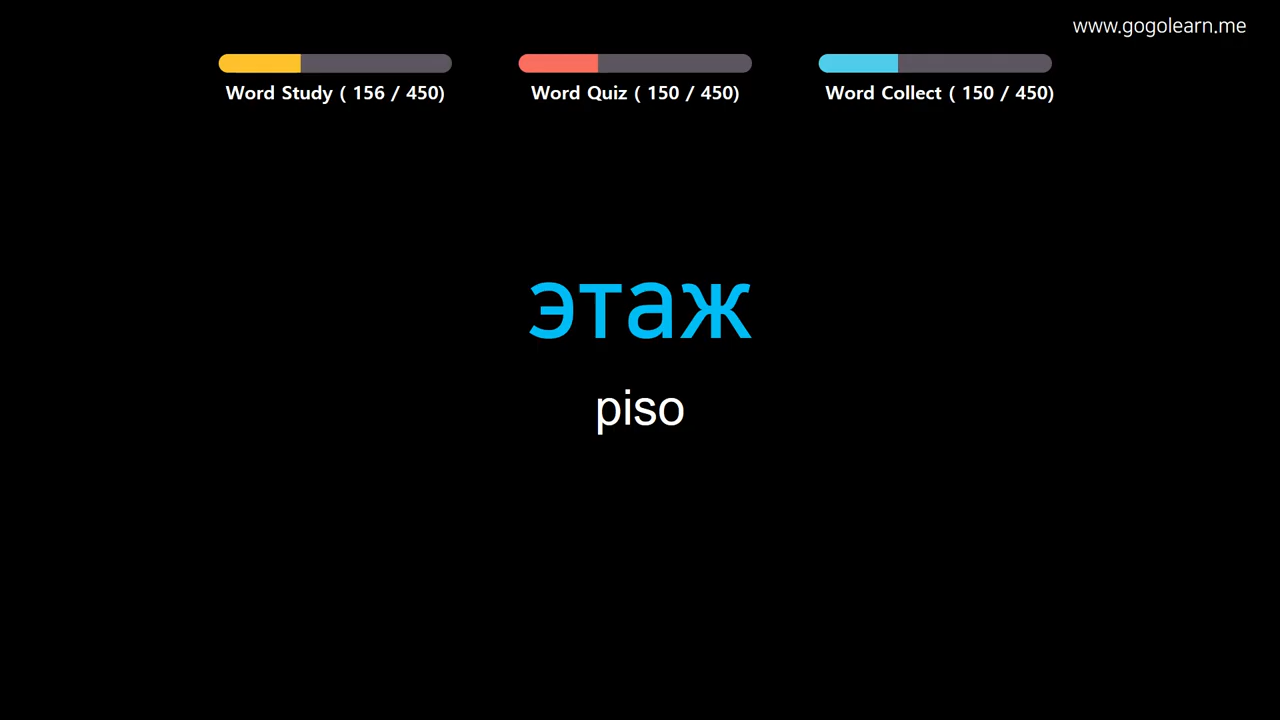 www.gogolearn.me
Word Study ( 156 / 450)
Word Quiz ( 150 / 450)
Word Collect ( 150 / 450)
этаж
piso